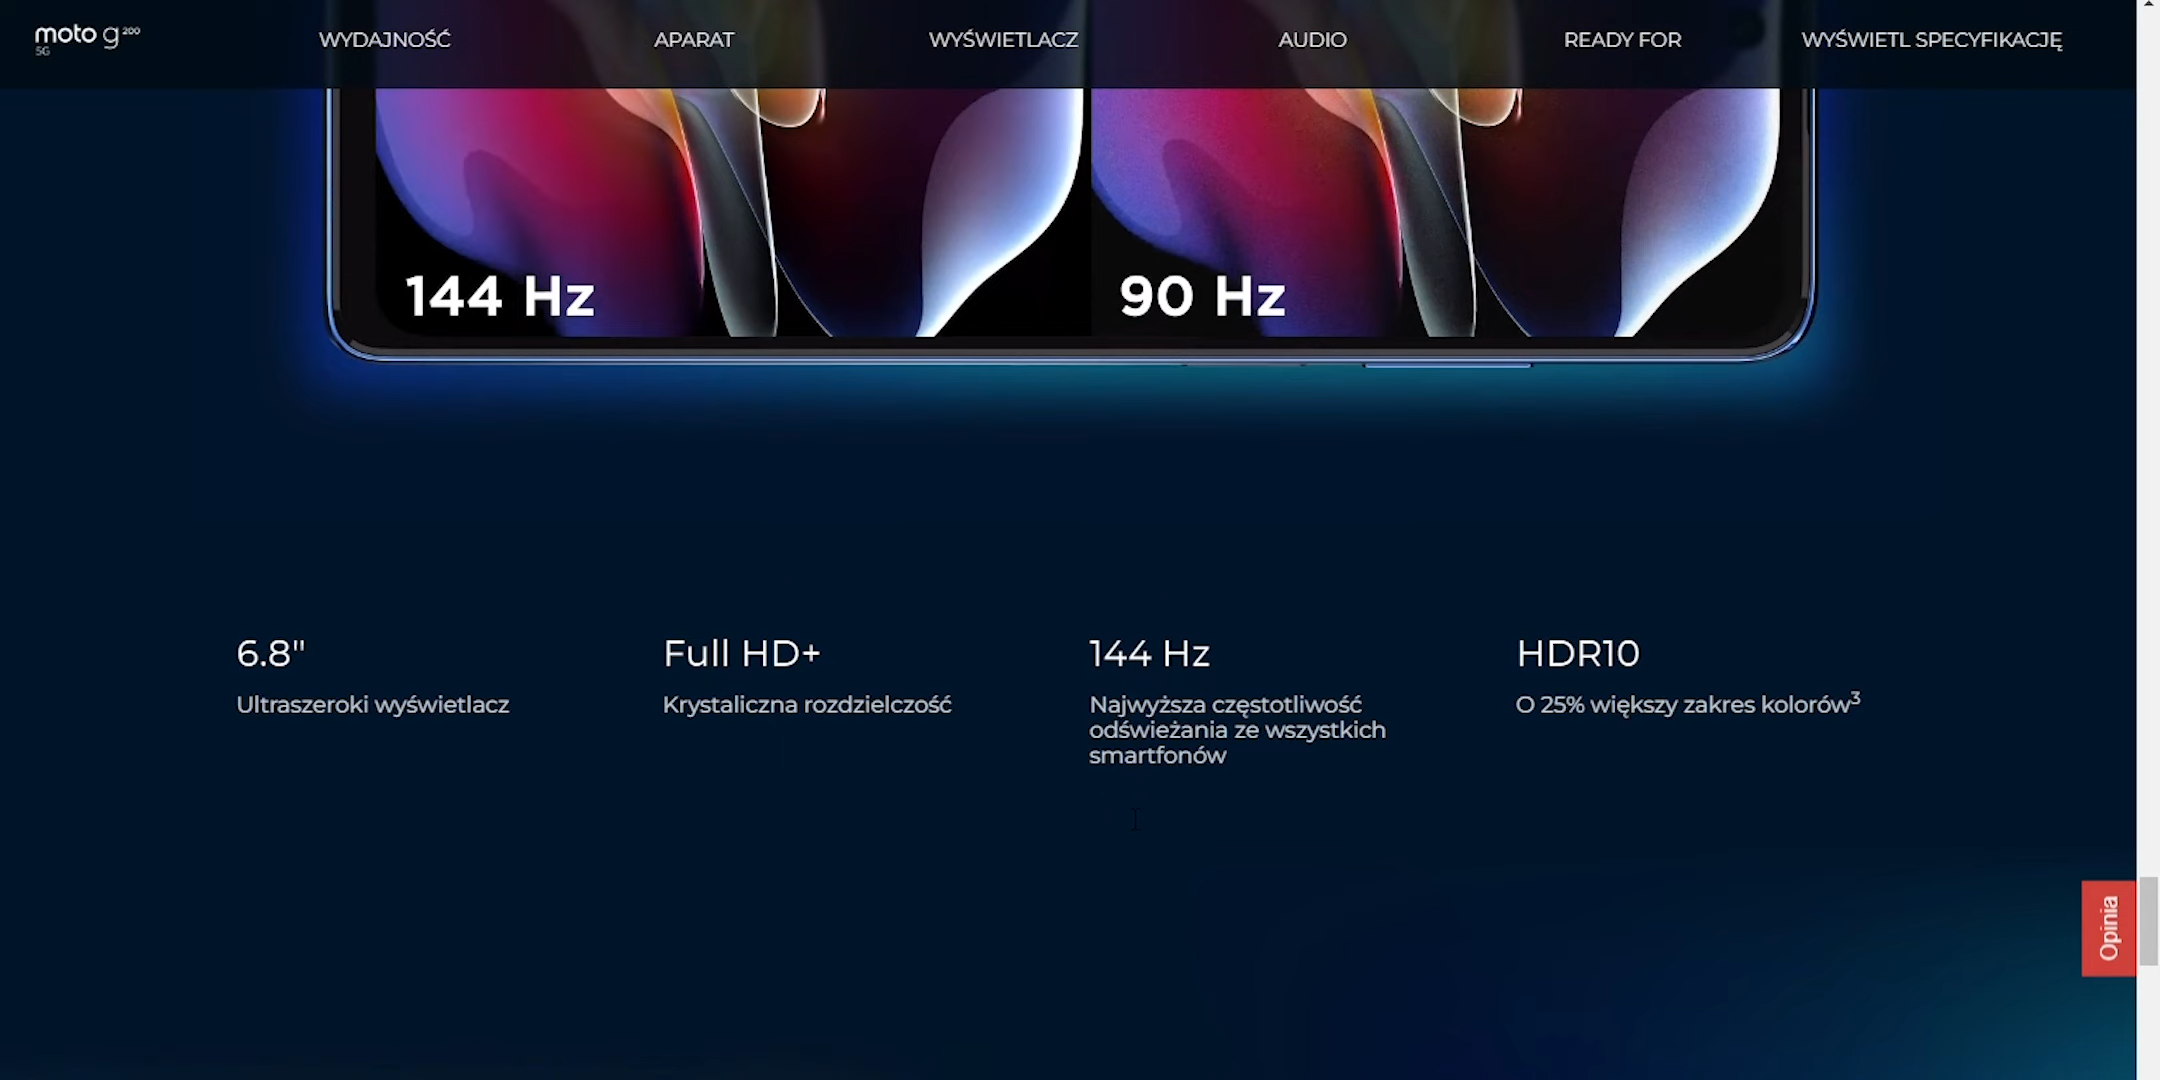 moto g 200
5G
WYDAJNOŚĆ
APARAT
WYŚWIETLACZ
AUDIO
READY FOR
WYŚWIETL SPECYFIKACJĘ
144 Hz
90 Hz
6.8"
Ultraszeroki wyświetlacz
Full HD+
Krystaliczna rozdzielczość
144 Hz
Najwyższa częstotliwość
odświeżania ze wszystkich
smartfonów
HDR10
O 25% większy zakres kolorów³
Opinia